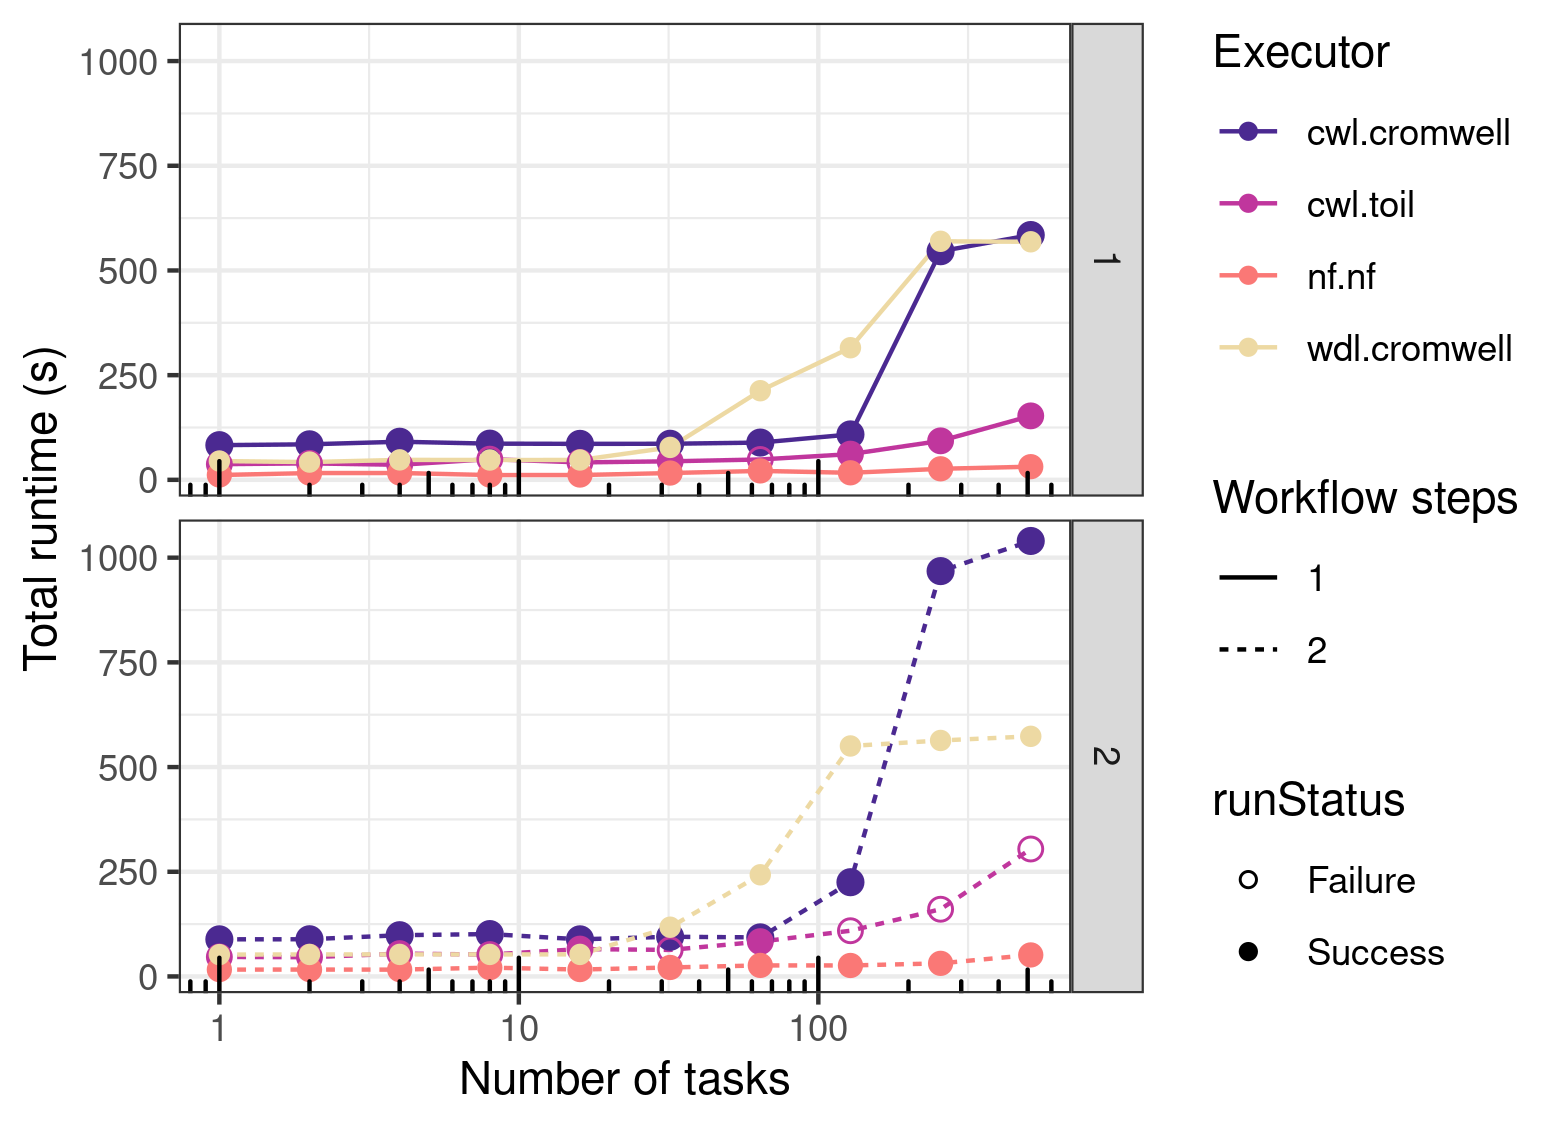 Total runtime (s)
1000
750
500
250
0
1
1000
750
500
250
0
2
1
10
100
Number of tasks
Executor
cwl.cromwell
cwl.toil
nf.nf
wdl.cromwell
Workflow steps
1
2
runStatus
Failure
Success